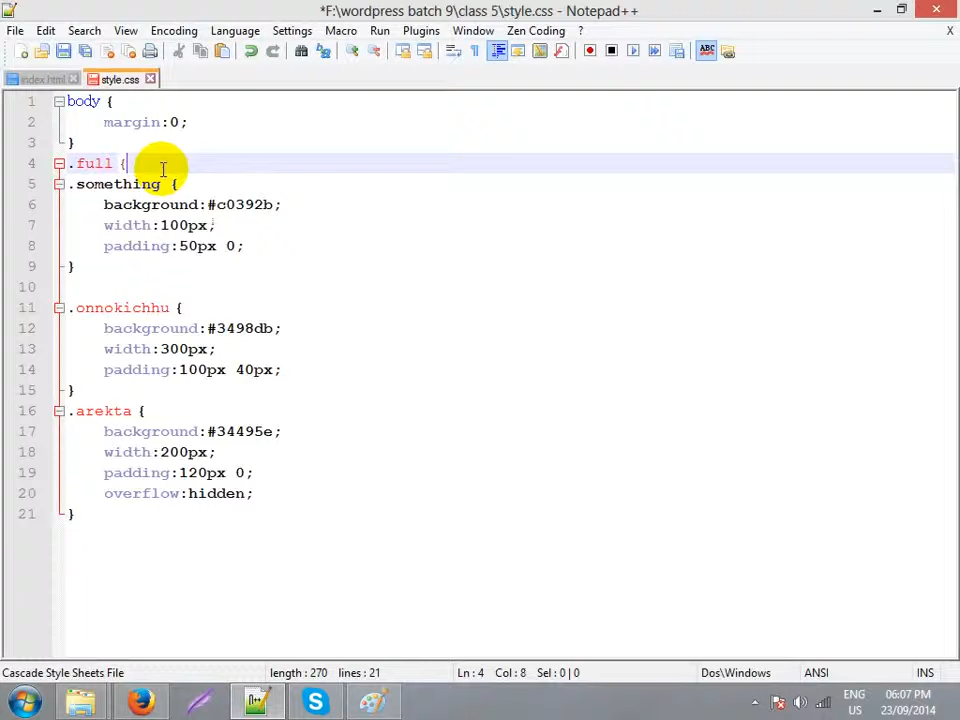 *F:\wordpress batch 9\class 5\style.css - Notepad++
File Edit Search View Encoding Language Settings Macro Run Plugins Window Zen Coding ? X
index.html style.css
1 body {
2 margin:0;
3 }
4 .full {
5 .something {
6 background:#c0392b;
7 width:100px;
8 padding:50px 0;
9 }
10
11 .onnokichhu {
12 background:#3498db;
13 width:300px;
14 padding:100px 40px;
15 }
16 .arekta {
17 background:#34495e;
18 width:200px;
19 padding:120px 0;
20 overflow:hidden;
21 }
Cascade Style Sheets File length : 270 lines : 21 Ln : 4 Col : 8 Sel : 0 | 0 Dos\Windows ANSI INS
ENG 06:07 PM
US 23/09/2014